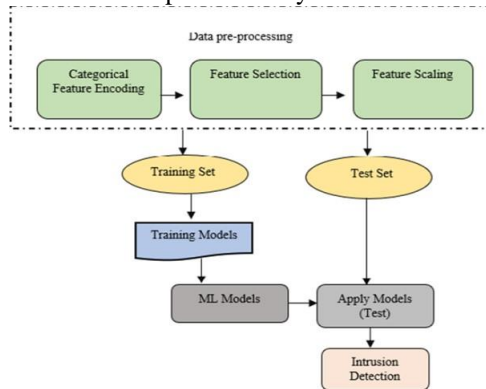 Data pre-processing
Categorical
Feature Encoding
Feature Selection
Feature Scaling
Training Set
Test Set
Training Models
ML Models
Apply Models
(Test)
Intrusion
Detection